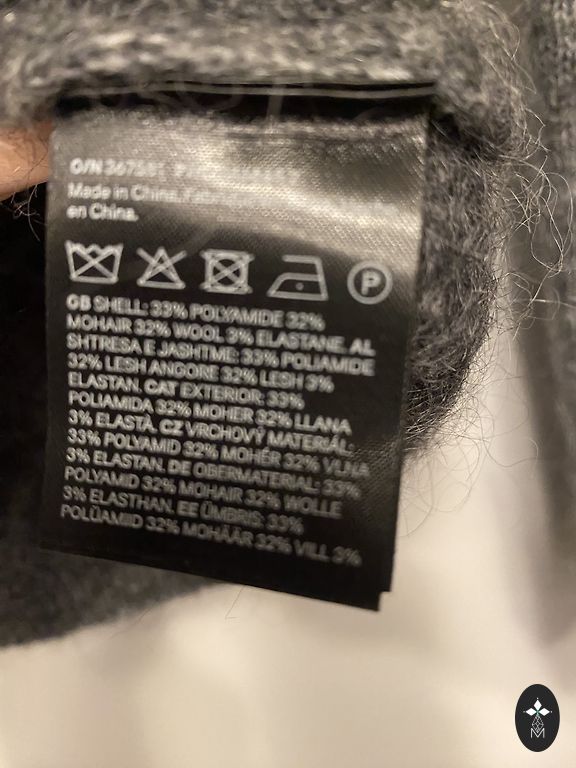 O/N
Made in China.
en China.
P
GB SHELL: 33% POLYAMIDE 32%
MOHAIR 32% WOOL 3% ELASTANE. AL
SHTRESA E JASHTME: 33% POLIAMIDE
32% LESH ANGORE 32% LESH 3%
ELASTAN. CAT EXTERIOR: 33%
POLIAMIDA 32% MOHER 32% LLANA
3% ELASTÀ. CZ VRCHOVÝ MATERIÁL:
33% POLYAMID 32% MOHÉR 32% VLNA
3% ELASTAN. DE OBERMATERIAL: 33%
POLYAMID 32% MOHAIR 32% WOLLE
3% ELASTHAN. EE ÜMBRIS: 33%
POLÜAMIID 32% MOHÄÄR 32% VILL 3%
M